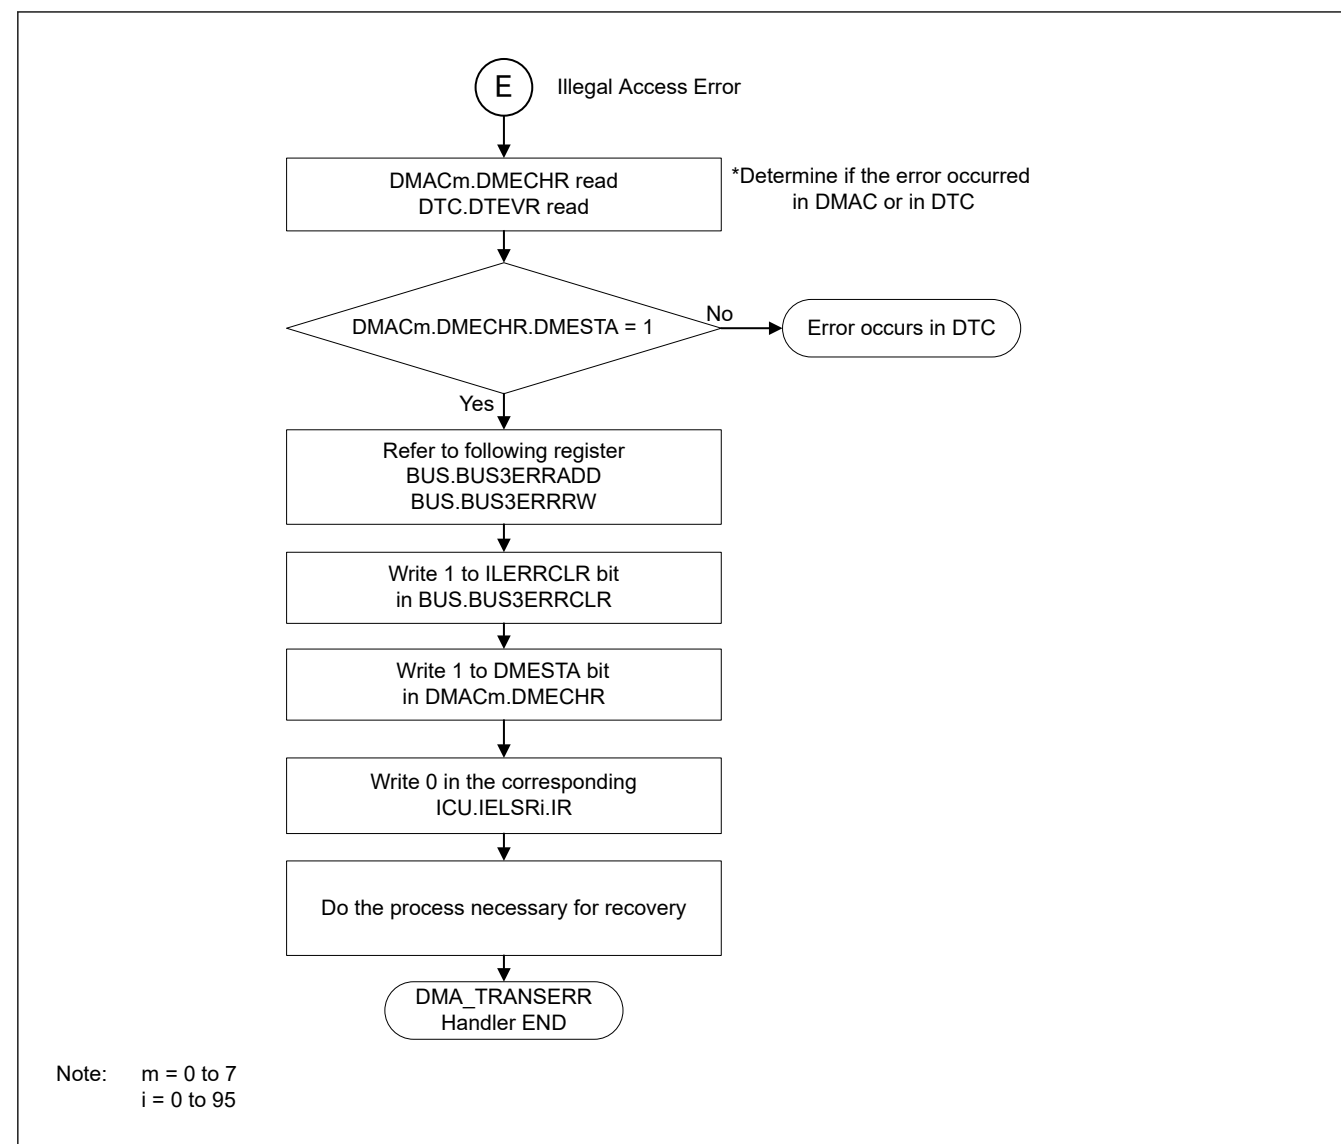 E
Illegal Access Error
DMACm.DMECHR read
DTC.DTEVR read
*Determine if the error occurred
in DMAC or in DTC
DMACm.DMECHR.DMESTA = 1
No
Error occurs in DTC
Yes
Refer to following register
BUS.BUS3ERRADD
BUS.BUS3ERRRW
Write 1 to ILERRCLR bit
in BUS.BUS3ERRCLR
Write 1 to DMESTA bit
in DMACm.DMECHR
Write 0 in the corresponding
ICU.IELSRi.IR
Do the process necessary for recovery
DMA_TRANSERR
Handler END
Note: m = 0 to 7
i = 0 to 95